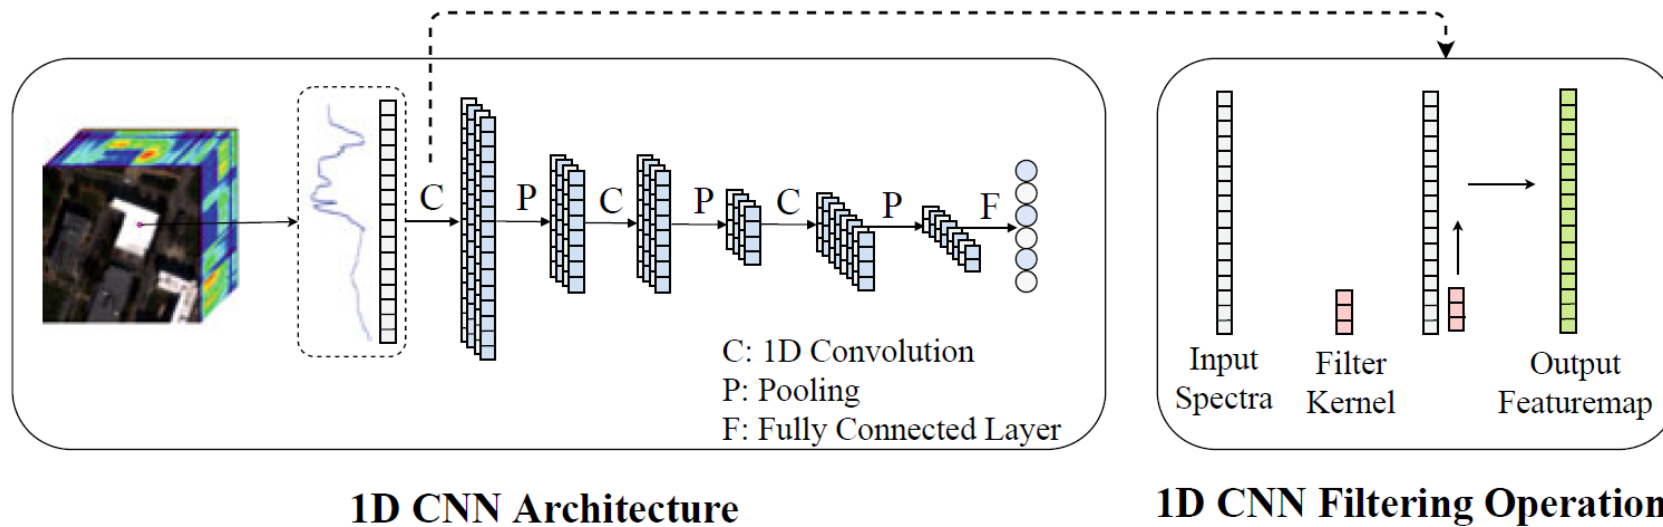 C
P
C
P
C
P
F
C: 1D Convolution
P: Pooling
F: Fully Connected Layer
1D CNN Architecture
Input
Spectra
Filter
Kernel
Output
Featuremap
1D CNN Filtering Operation